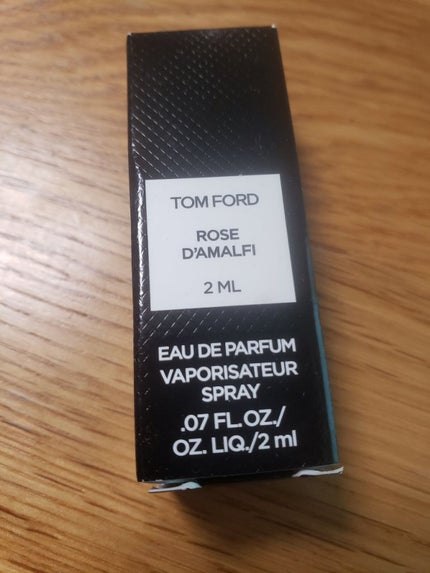 TOM FORD
ROSE
D'AMALFI
2 ML
EAU DE PARFUM
VAPORISATEUR
SPRAY
.07 FL.OZ./
OZ. LIQ./2 ml